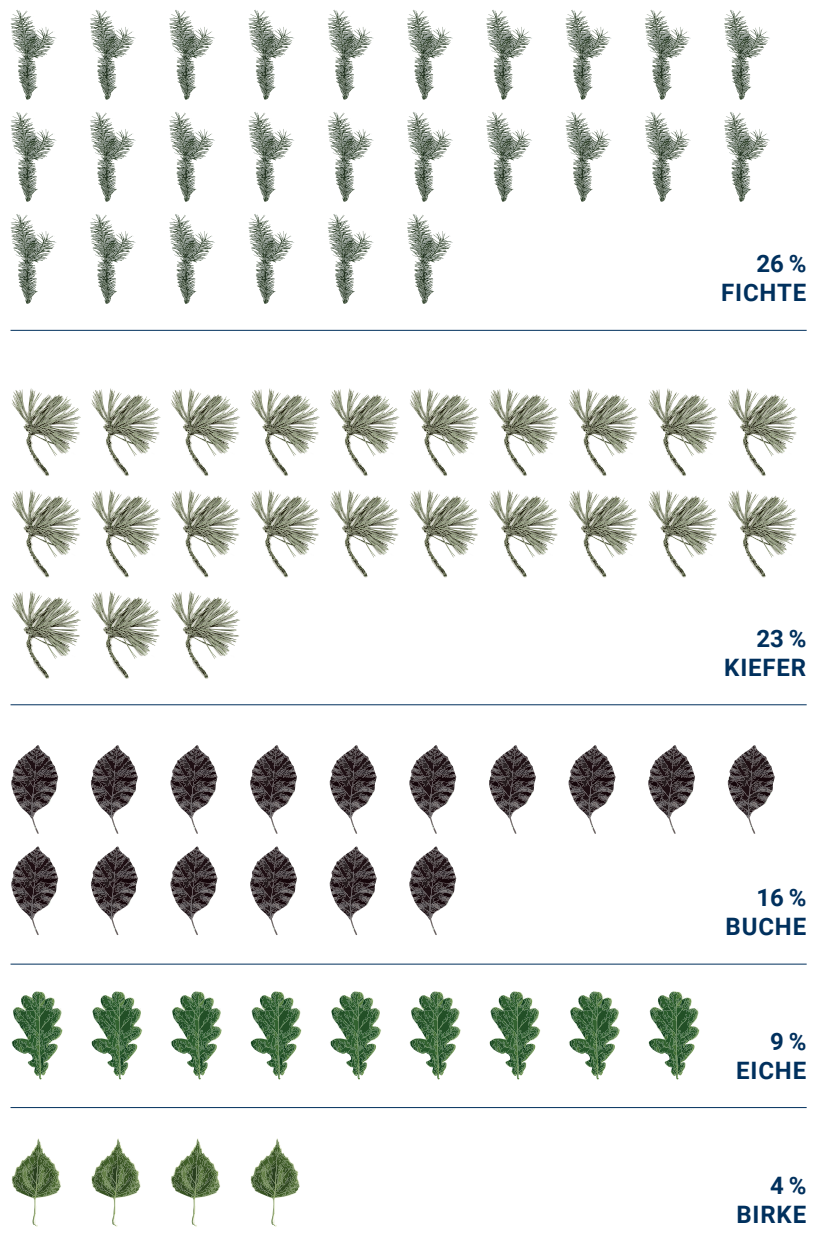 26 %
FICHTE
23 %
KIEFER
16 %
BUCHE
9 %
EICHE
4 %
BIRKE